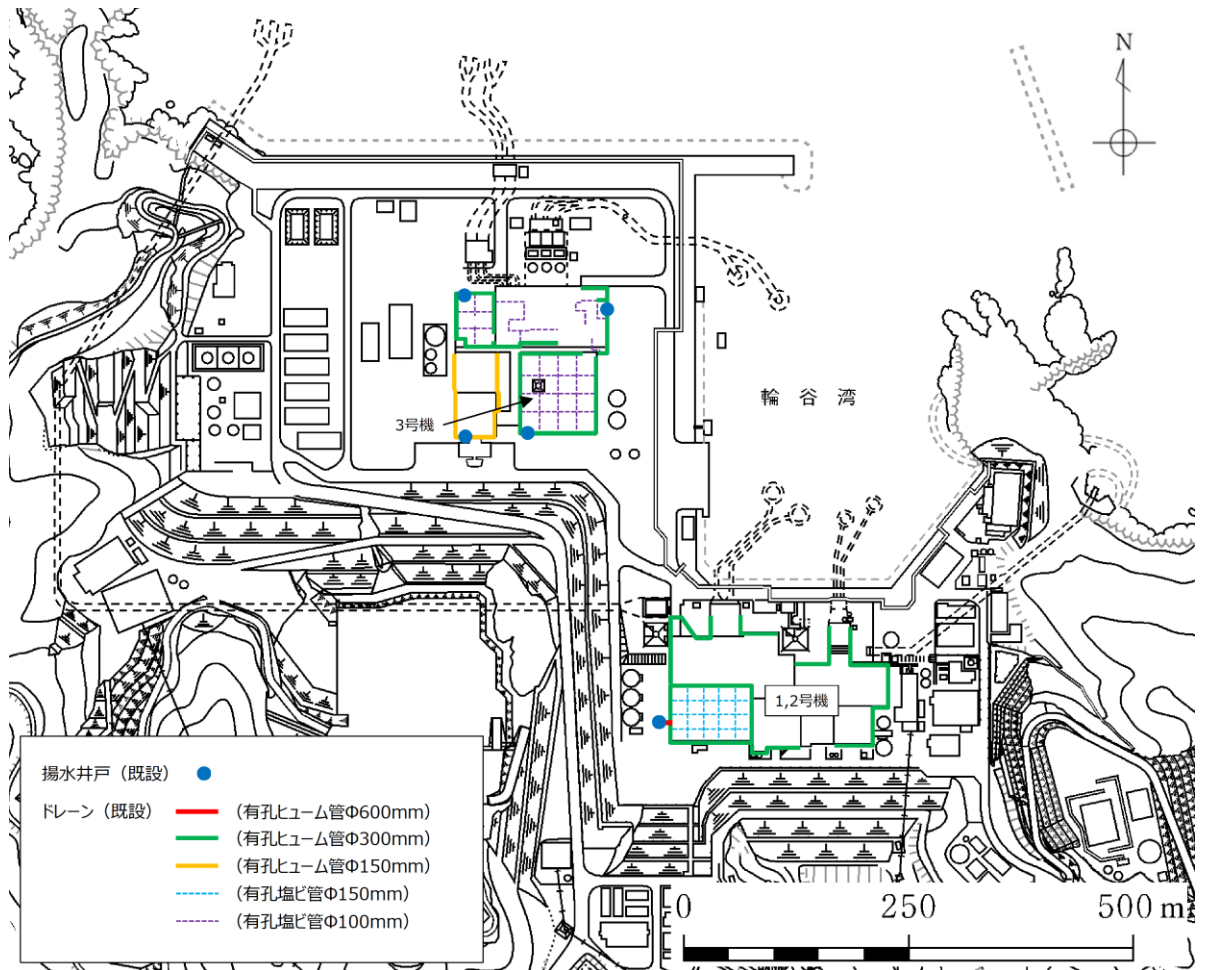 N
輪谷湾
3号機
1,2号機
揚水井戸（既設）
ドレーン（既設）
（有孔ヒューム管Φ600mm）
（有孔ヒューム管Φ300mm）
（有孔ヒューム管Φ150mm）
（有孔塩ビ管Φ150mm）
（有孔塩ビ管Φ100mm）
0 250 500 m